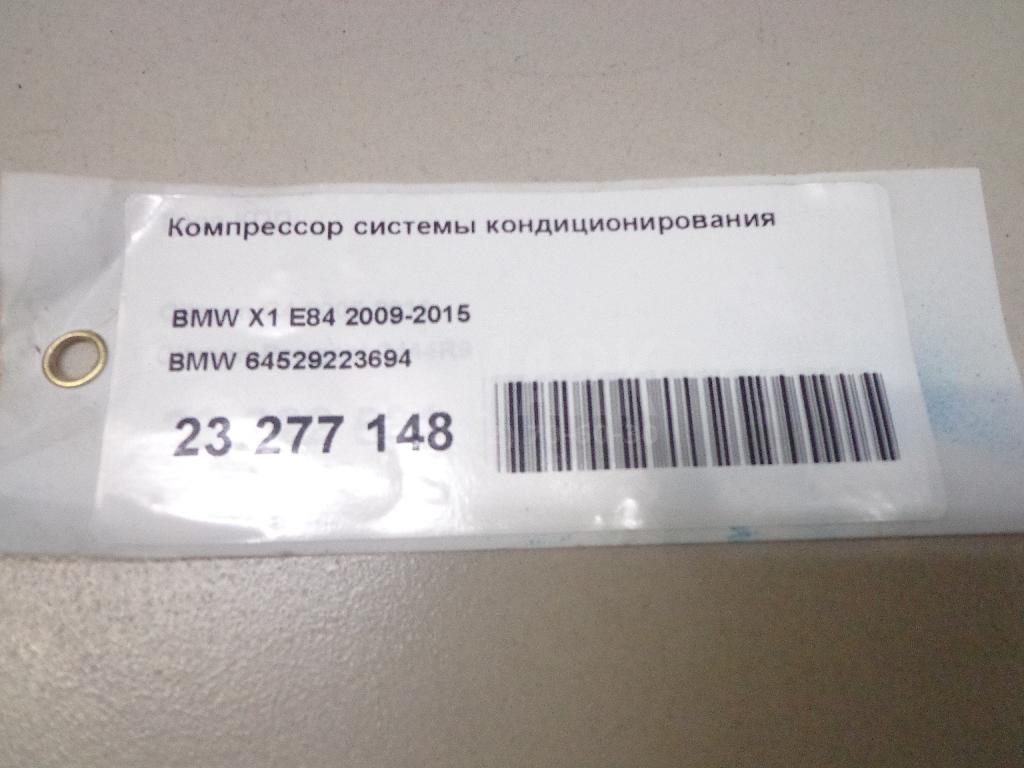 Компрессор системы кондиционирования
BMW X1 E84 2009-2015
BMW 64529223694
23 277 148